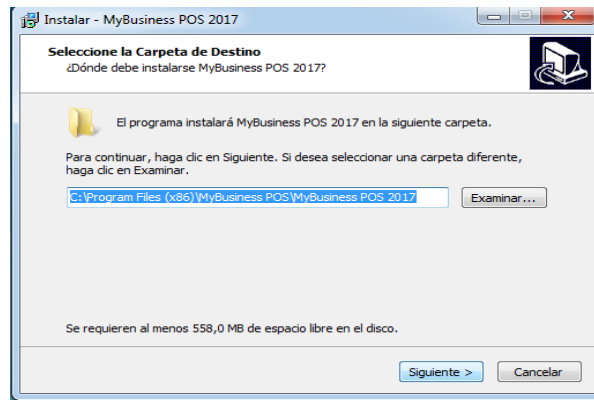 Instalar - MyBusiness POS 2017
Seleccione la Carpeta de Destino
¿Dónde debe instalarse MyBusiness POS 2017?
El programa instalará MyBusiness POS 2017 en la siguiente carpeta.
Para continuar, haga clic en Siguiente. Si desea seleccionar una carpeta diferente,
haga clic en Examinar.
C:\Program Files (x86)\MyBusiness POS\MyBusiness POS 2017
Examinar...
Se requieren al menos 558,0 MB de espacio libre en el disco.
Siguiente >
Cancelar